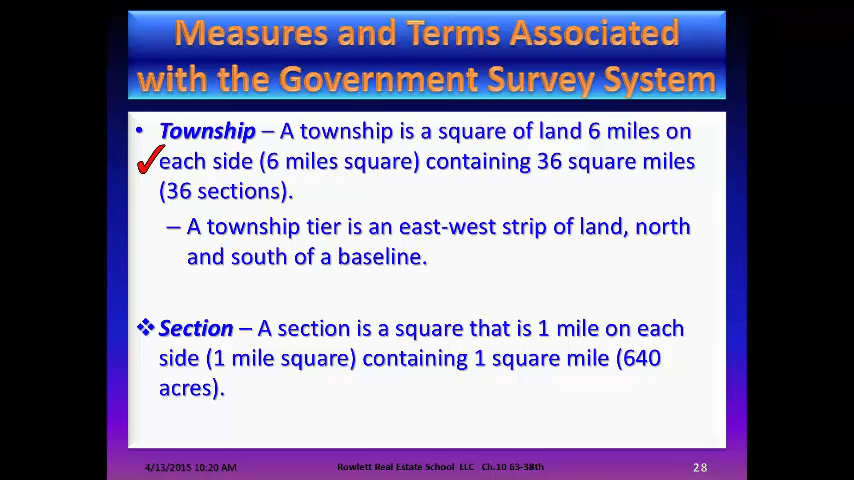 Measures and Terms Associated
with the Government Survey System
• Township – A township is a square of land 6 miles on
each side (6 miles square) containing 36 square miles
(36 sections).
– A township tier is an east-west strip of land, north
and south of a baseline.
❖ Section – A section is a square that is 1 mile on each
side (1 mile square) containing 1 square mile (640
acres).
4/13/2015 10:20 AM Rowlett Real Estate School LLC Ch.10 63-38th 28